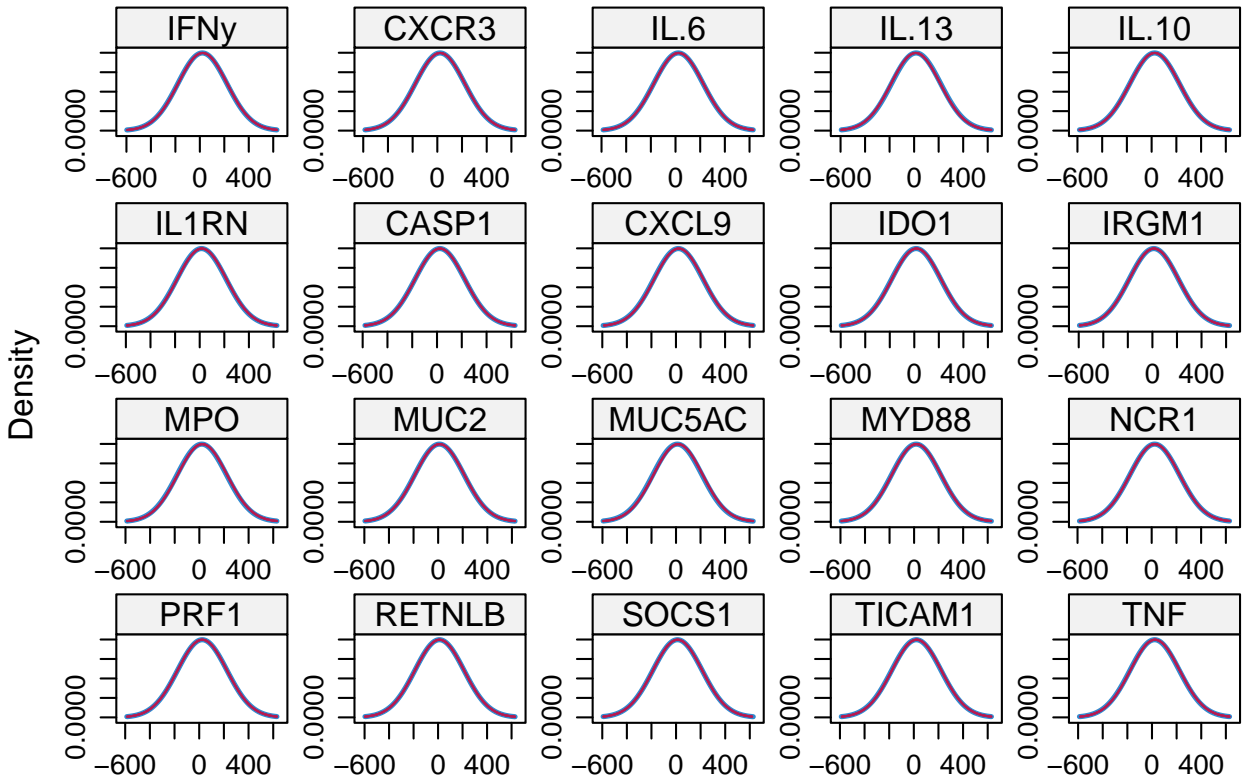 IFNy CXCR3 IL.6 IL.13 IL.10
0.0000 0.0000 0.0000 0.0000 0.0000
−600 0 400 −600 0 400 −600 0 400 −600 0 400 −600 0 400
IL1RN CASP1 CXCL9 IDO1 IRGM1
0.0000 0.0000 0.0000 0.0000 0.0000
−600 0 400 −600 0 400 −600 0 400 −600 0 400 −600 0 400
Density
MPO MUC2 MUC5AC MYD88 NCR1
0.0000 0.0000 0.0000 0.0000 0.0000
−600 0 400 −600 0 400 −600 0 400 −600 0 400 −600 0 400
PRF1 RETNLB SOCS1 TICAM1 TNF
0.0000 0.0000 0.0000 0.0000 0.0000
−600 0 400 −600 0 400 −600 0 400 −600 0 400 −600 0 400